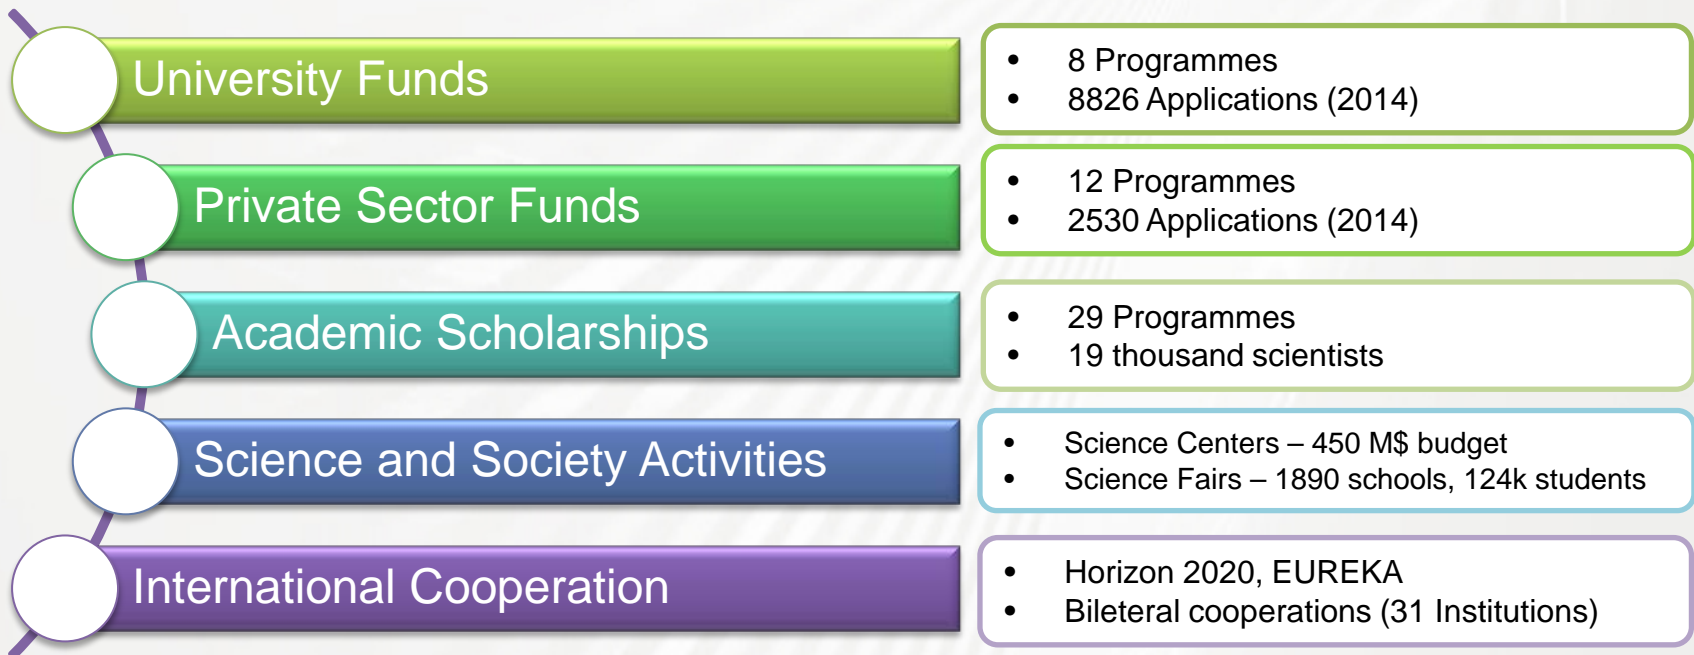 University Funds
• 8 Programmes
• 8826 Applications (2014)
Private Sector Funds
• 12 Programmes
• 2530 Applications (2014)
Academic Scholarships
• 29 Programmes
• 19 thousand scientists
Science and Society Activities
• Science Centers – 450 M$ budget
• Science Fairs – 1890 schools, 124k students
International Cooperation
• Horizon 2020, EUREKA
• Bileteral cooperations (31 Institutions)